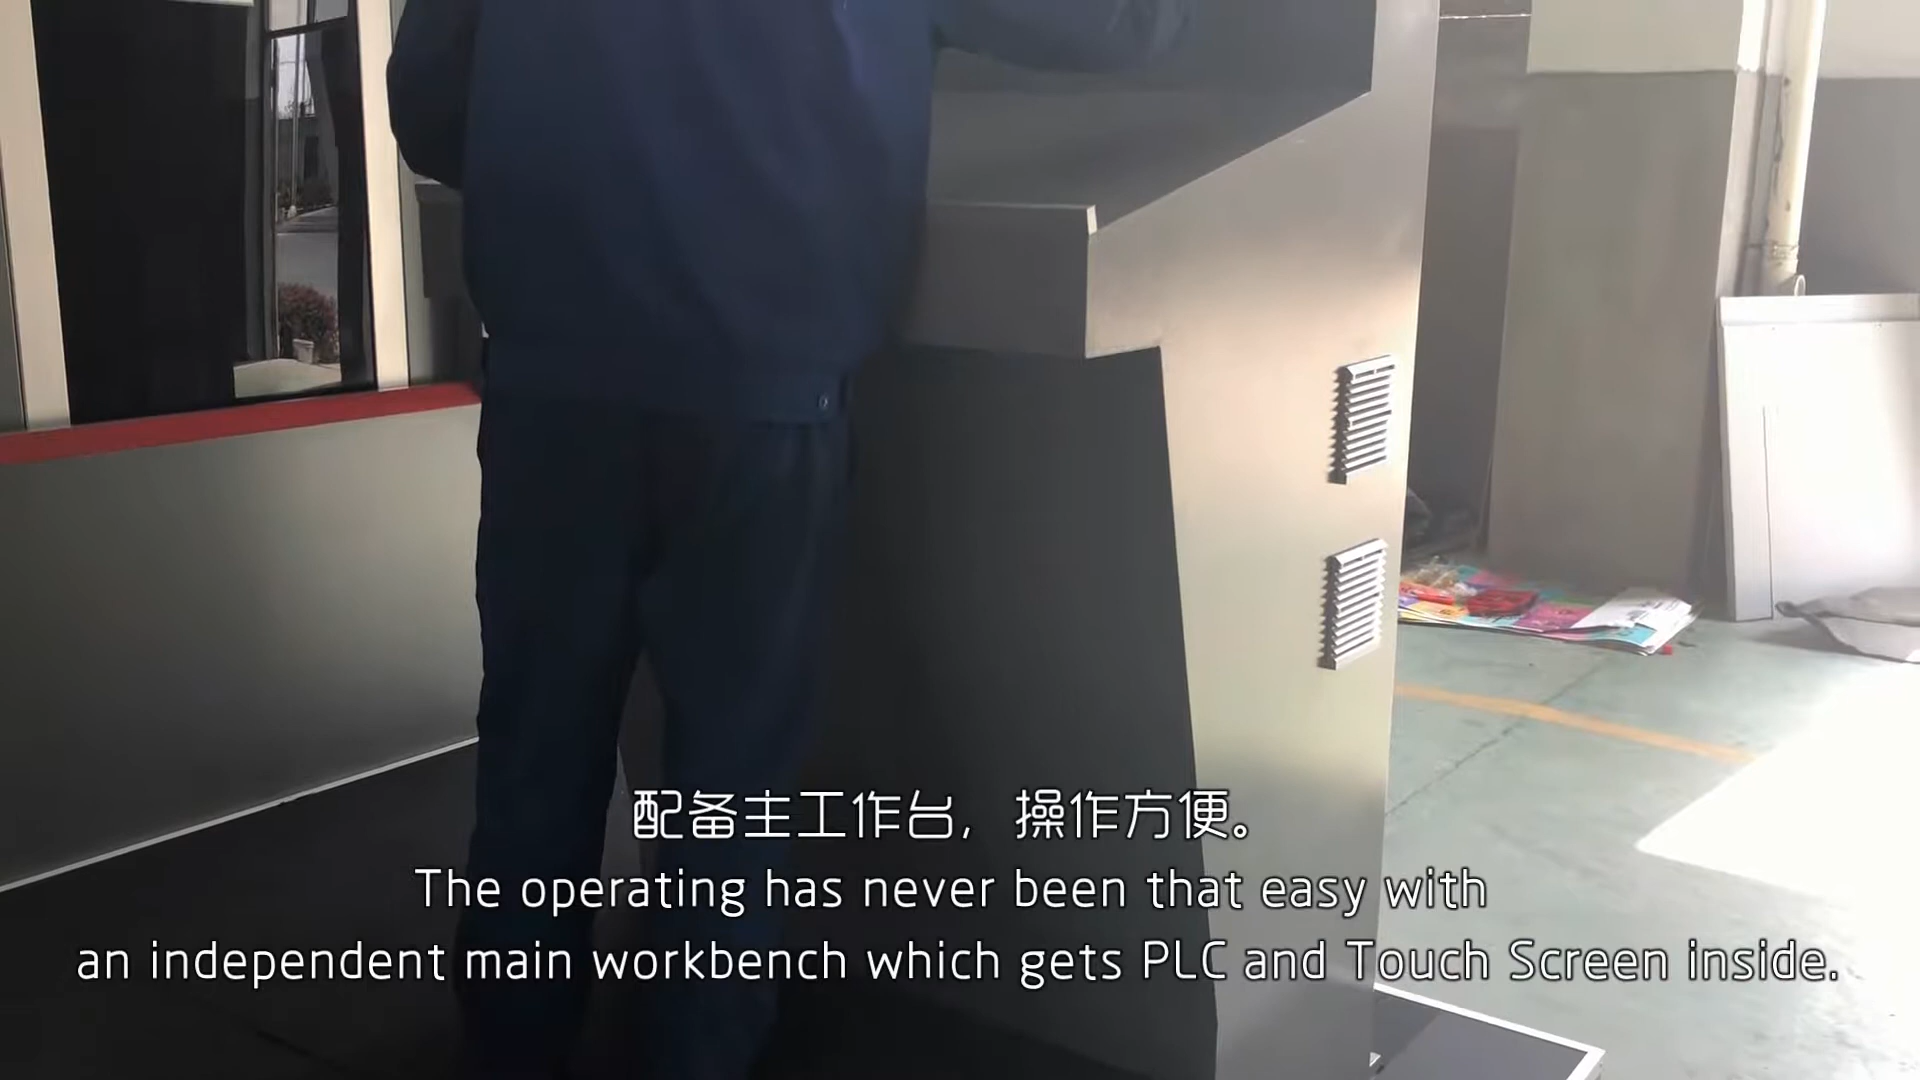 配备主工作台，操作方便。
The operating has never been that easy with
an independent main workbench which gets PLC and Touch Screen inside.